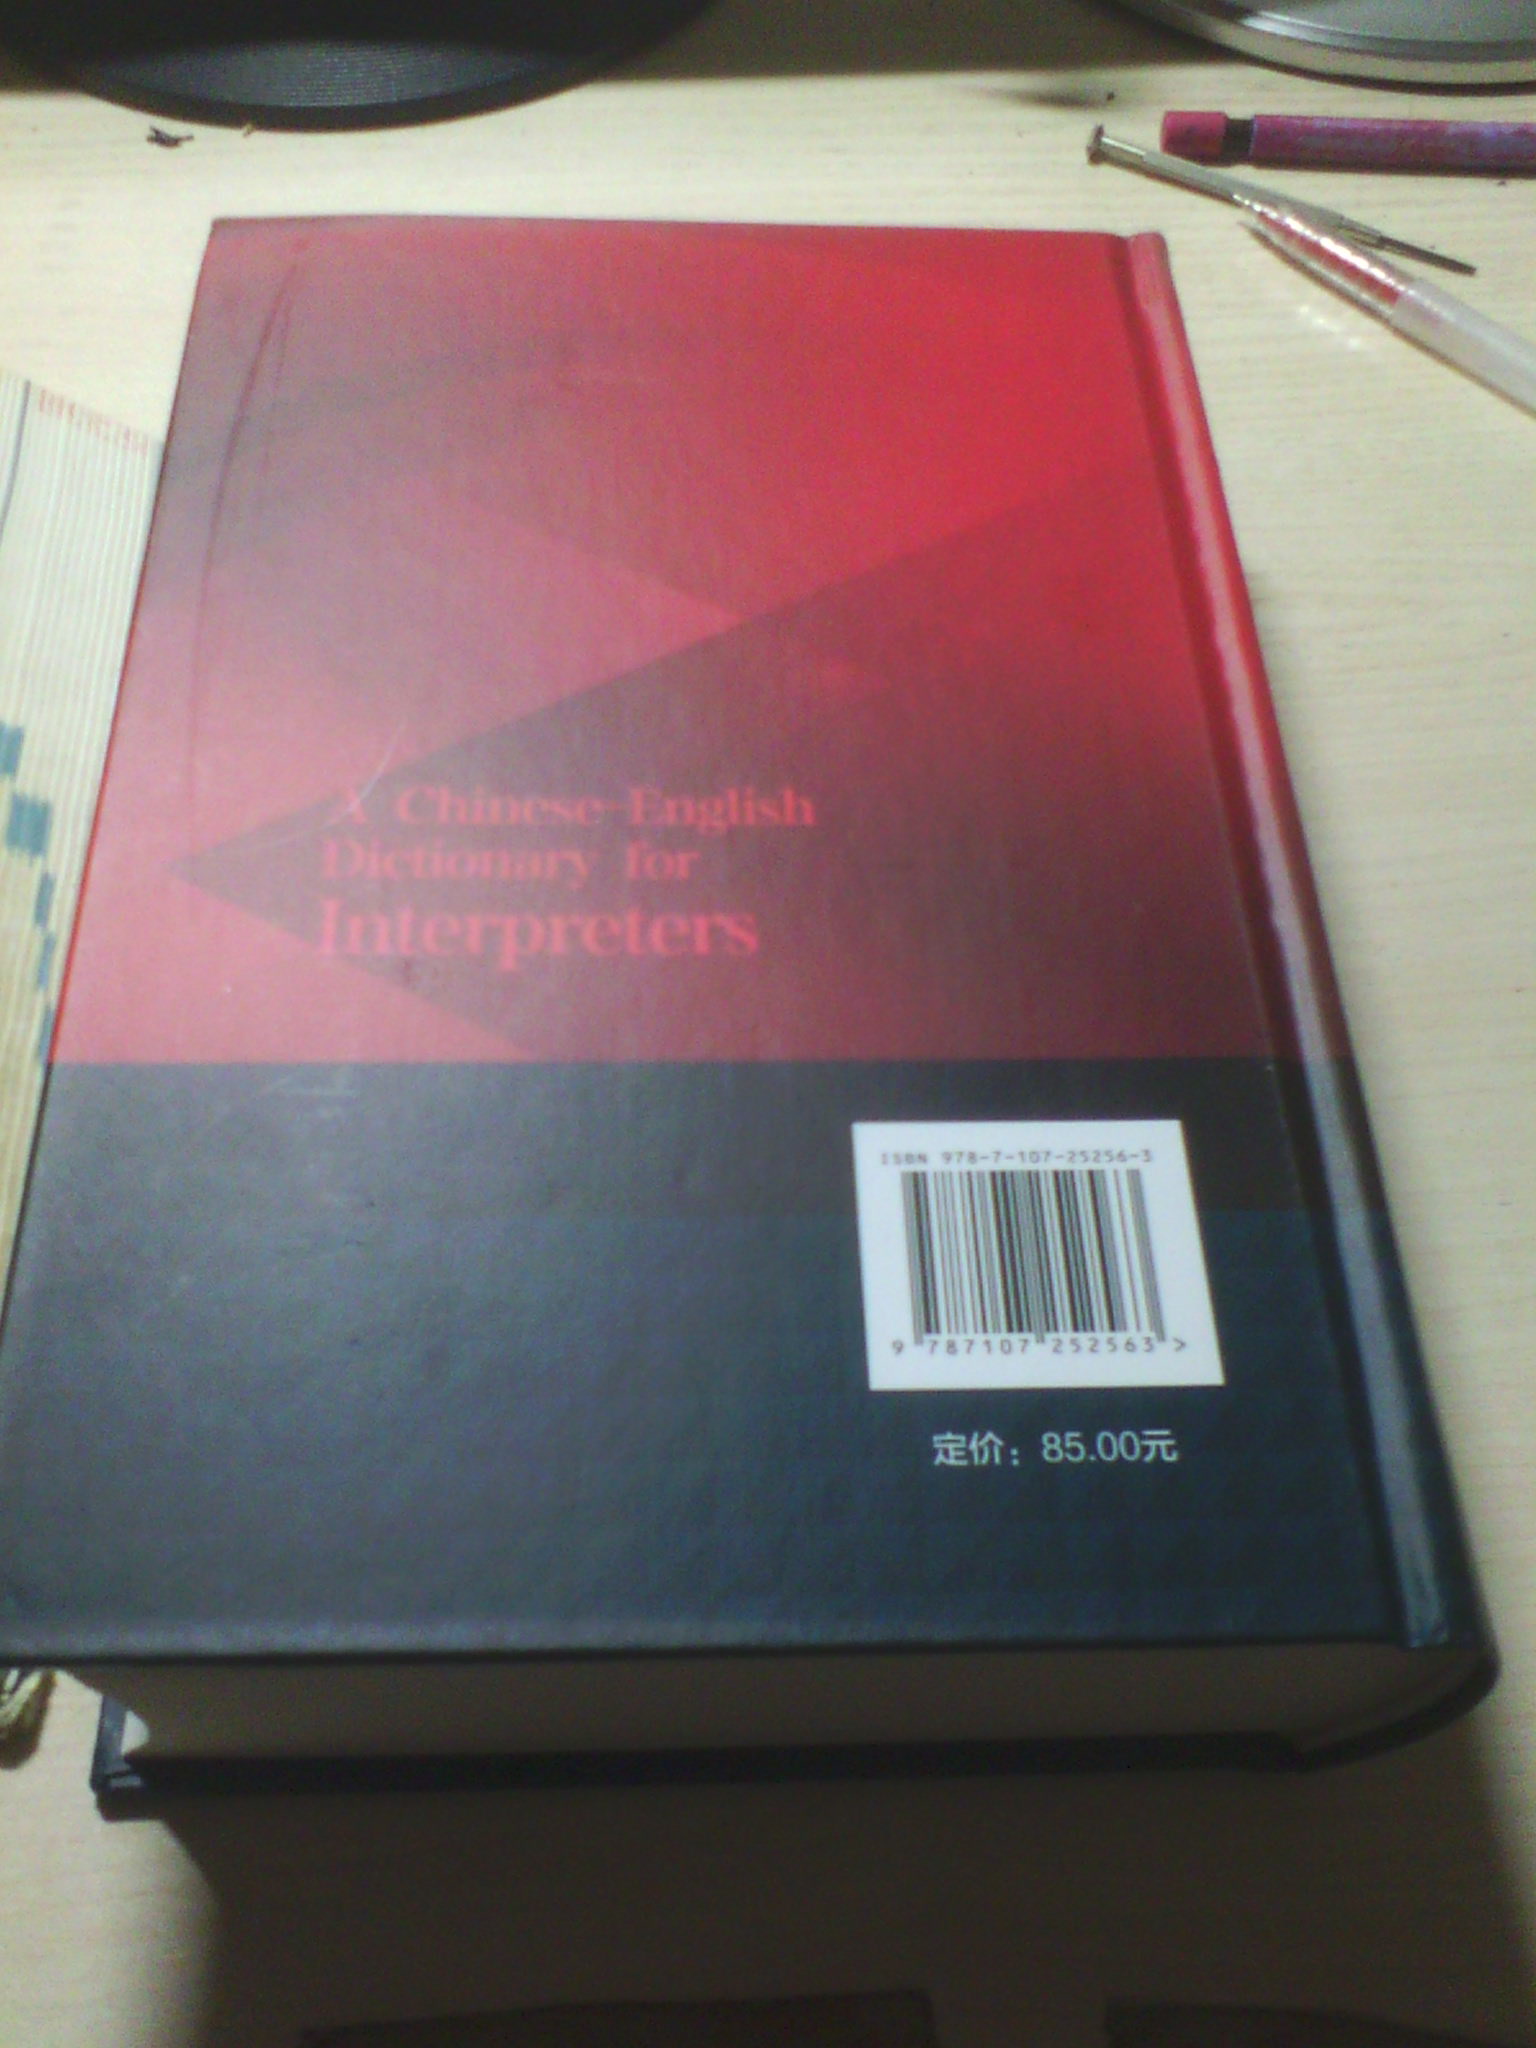 A Chinese-English
Dictionary for
Interpreters
ISBN 978-7-107-25256-3
9 787107 252563 >
定价：85.00元